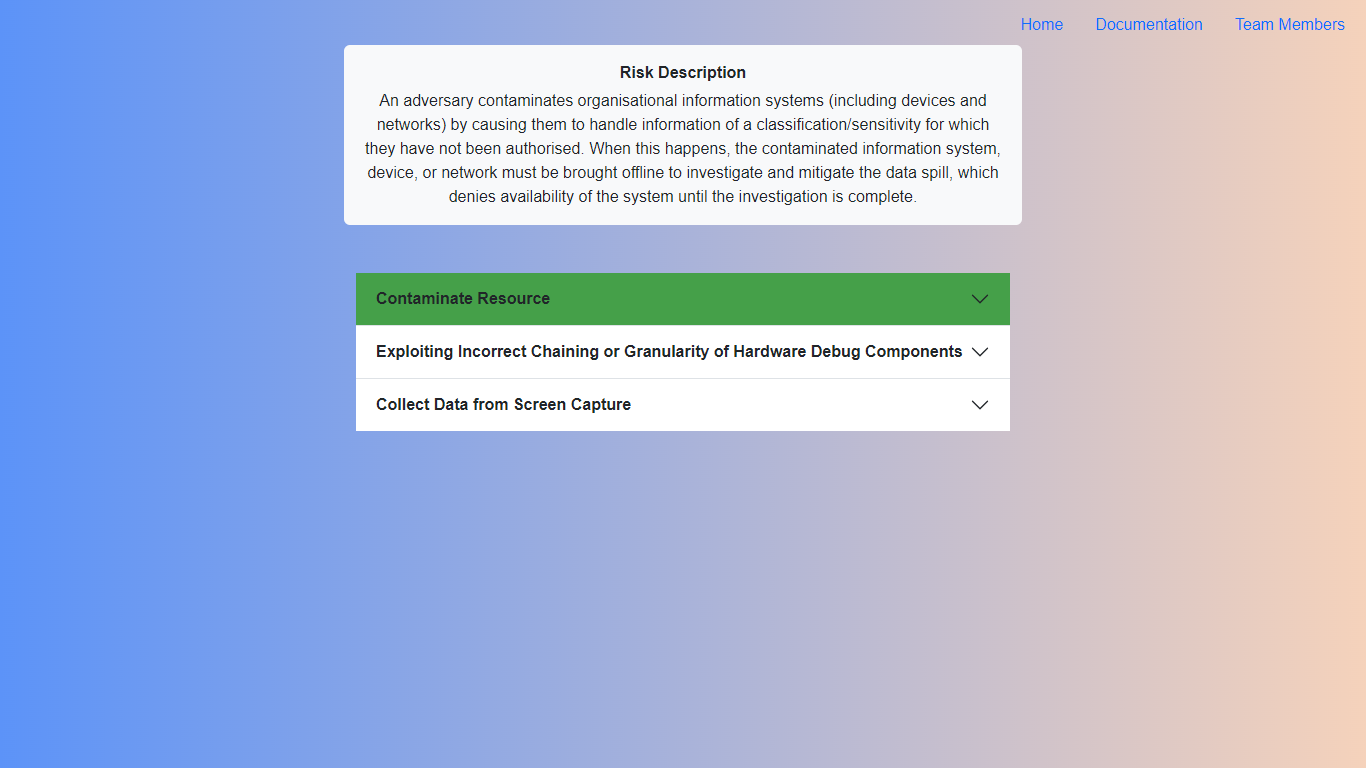 Home Documentation Team Members
Risk Description
An adversary contaminates organisational information systems (including devices and
networks) by causing them to handle information of a classification/sensitivity for which
they have not been authorised. When this happens, the contaminated information system,
device, or network must be brought offline to investigate and mitigate the data spill, which
denies availability of the system until the investigation is complete.
Contaminate Resource
Exploiting Incorrect Chaining or Granularity of Hardware Debug Components
Collect Data from Screen Capture